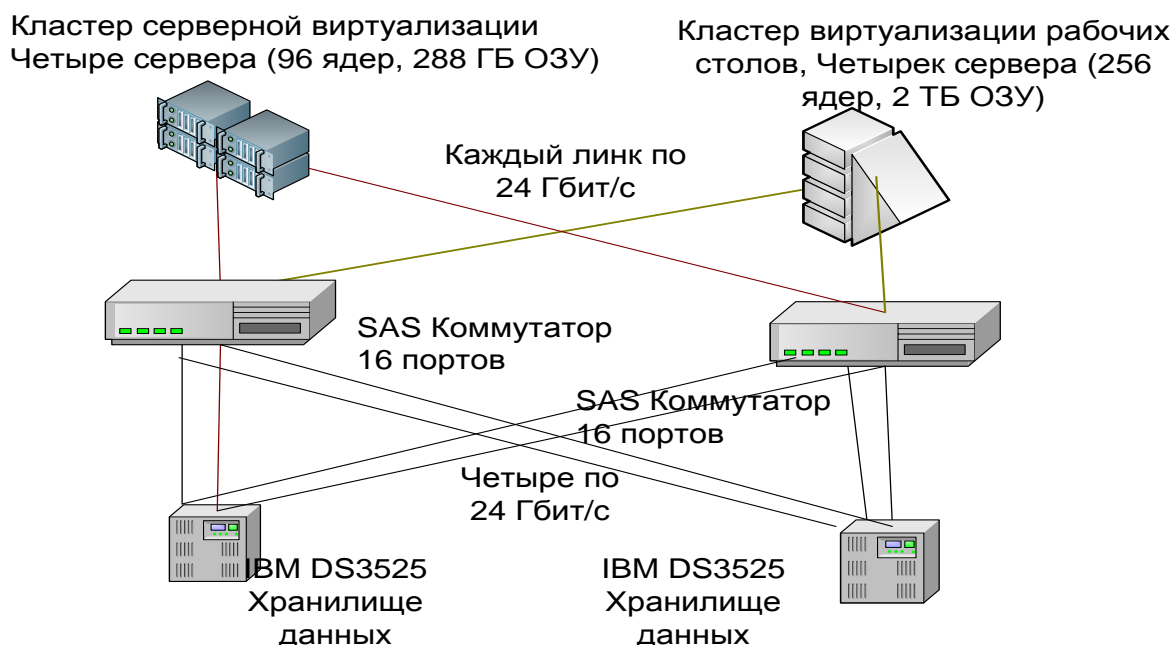 Кластер серверной виртуализации
Четыре сервера (96 ядер, 288 ГБ ОЗУ)
Кластер виртуализации рабочих
столов, Четырек сервера (256
ядер, 2 ТБ ОЗУ)
Каждый линк по
24 Гбит/с
SAS Коммутатор
16 портов
SAS Коммутатор
16 портов
Четыре по
24 Гбит/с
IBM DS3525
Хранилище
данных
IBM DS3525
Хранилище
данных